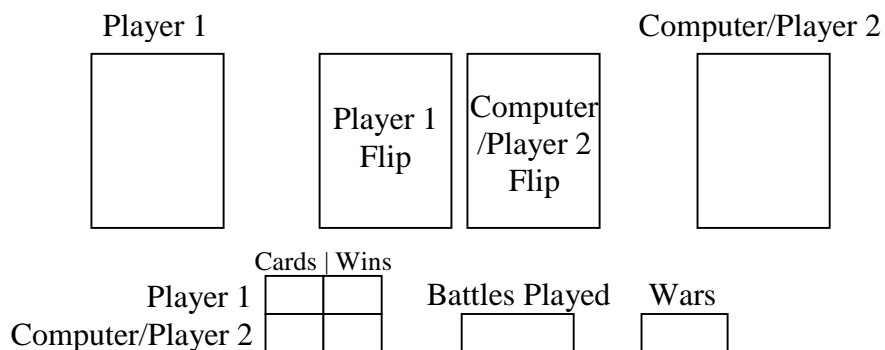 Player 1
Computer/Player 2
Player 1
Flip
Computer
/Player 2
Flip
Cards | Wins
Player 1
Battles Played
Wars
Computer/Player 2